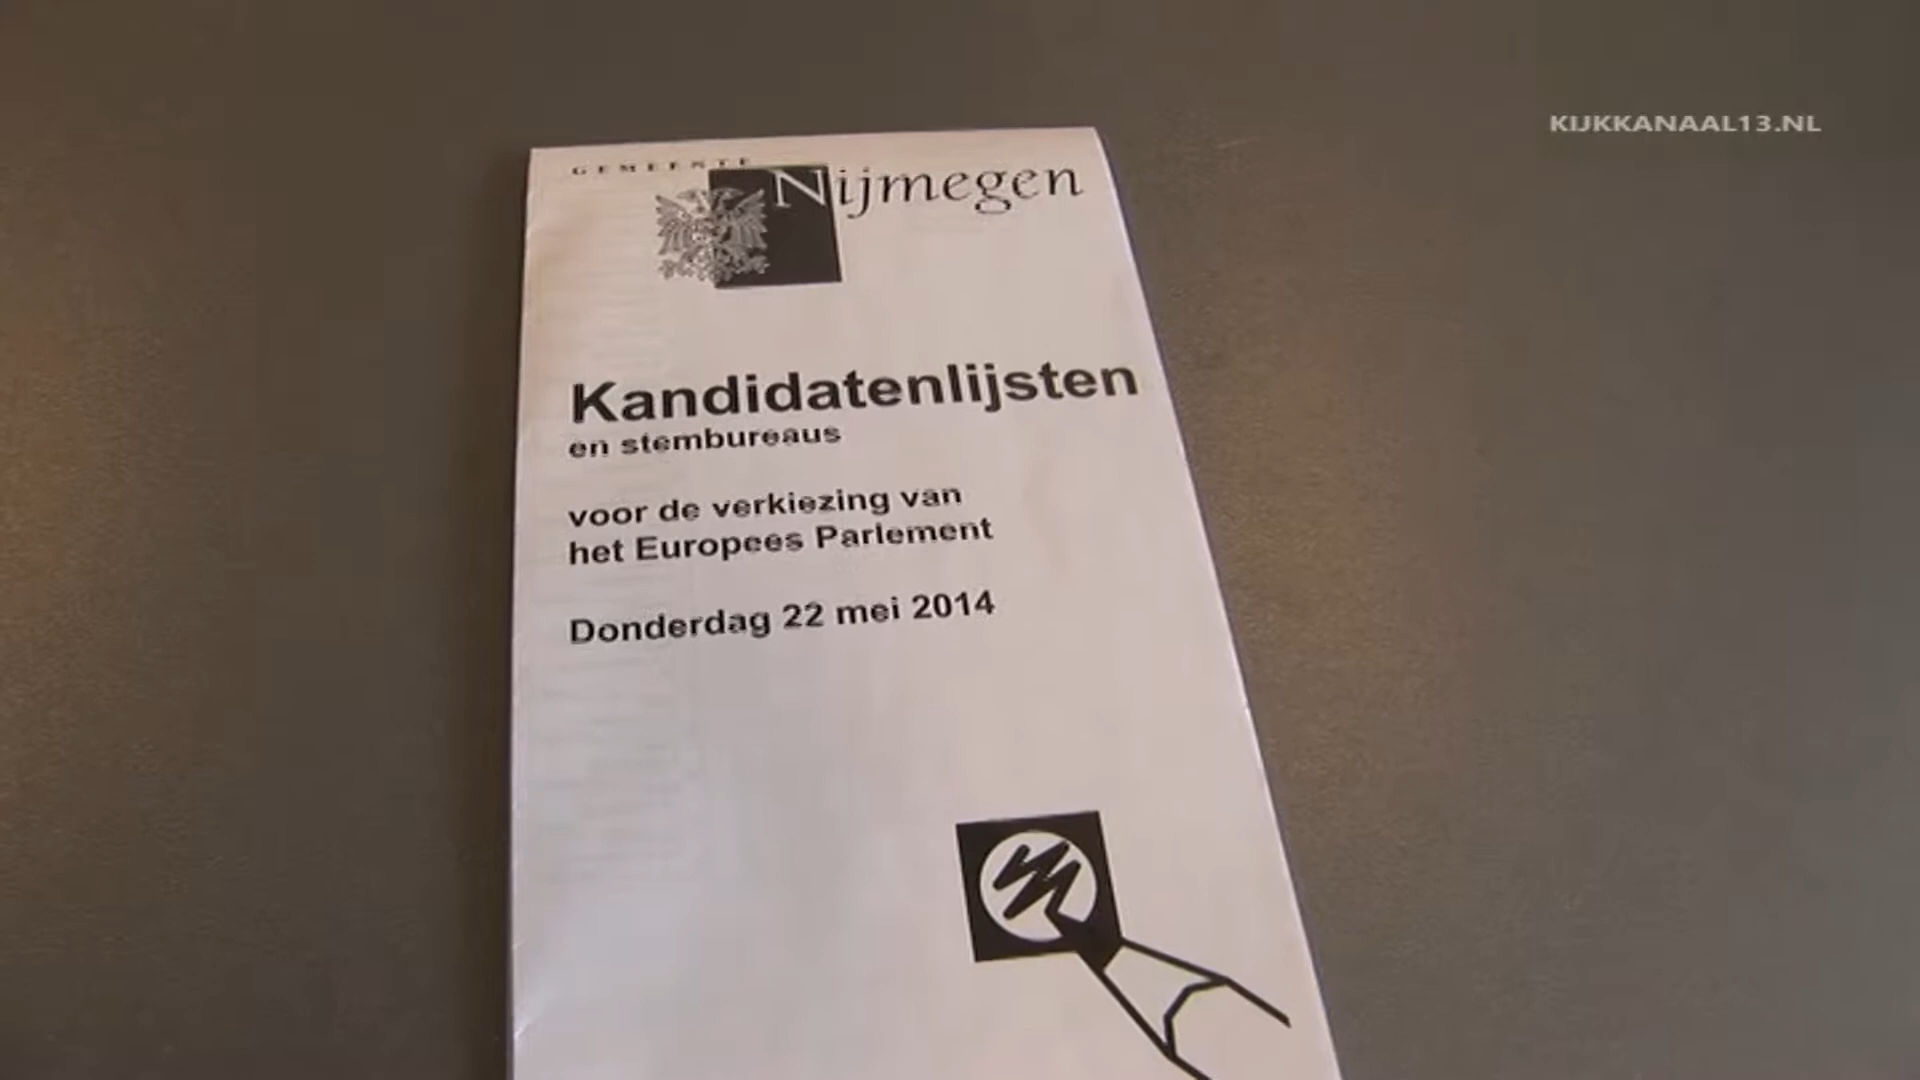 KIJKKANAAL13.NL
GEMEENTE
Nijmegen
Kandidatenlijsten
en stembureaus
voor de verkiezing van
het Europees Parlement
Donderdag 22 mei 2014